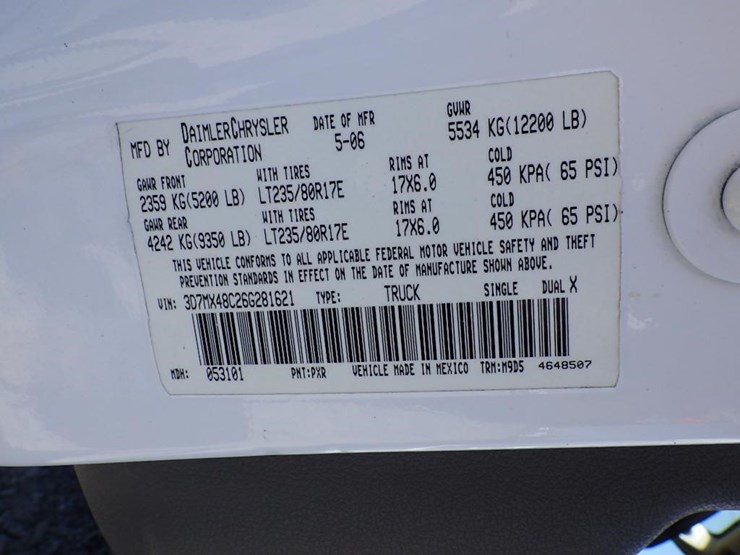 MFD BY DAIMLERCHRYSLER CORPORATION DATE OF MFR 5-06 GVWR 5534 KG(12200 LB)
GAWR FRONT WITH TIRES RIMS AT COLD
2359 KG(5200 LB) LT235/80R17E 17X6.0 450 KPA( 65 PSI)
GAWR REAR WITH TIRES RIMS AT COLD
4242 KG(9350 LB) LT235/80R17E 17X6.0 450 KPA( 65 PSI)
THIS VEHICLE CONFORMS TO ALL APPLICABLE FEDERAL MOTOR VEHICLE SAFETY AND THEFT
PREVENTION STANDARDS IN EFFECT ON THE DATE OF MANUFACTURE SHOWN ABOVE.
VIN: 3D7MX48C26G281621 TYPE: TRUCK SINGLE DUAL X
MDH: 053101 PNT:PXR VEHICLE MADE IN MEXICO TRM:M9D5 4648507